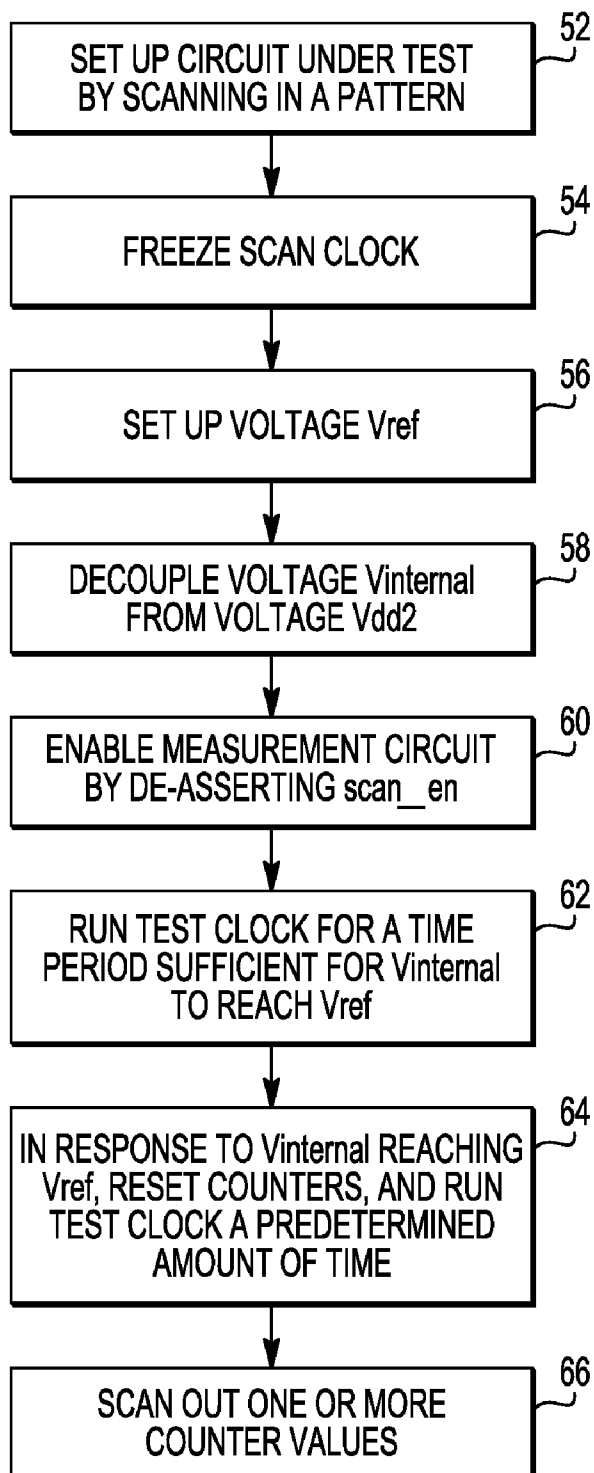 52
SET UP CIRCUIT UNDER TEST
BY SCANNING IN A PATTERN
54
FREEZE SCAN CLOCK
56
SET UP VOLTAGE Vref
58
DECOUPLE VOLTAGE Vinternal
FROM VOLTAGE Vdd2
60
ENABLE MEASUREMENT CIRCUIT
BY DE-ASSERTING scan_en
62
RUN TEST CLOCK FOR A TIME
PERIOD SUFFICIENT FOR Vinternal
TO REACH Vref
64
IN RESPONSE TO Vinternal REACHING
Vref, RESET COUNTERS, AND RUN
TEST CLOCK A PREDETERMINED
AMOUNT OF TIME
66
SCAN OUT ONE OR MORE
COUNTER VALUES